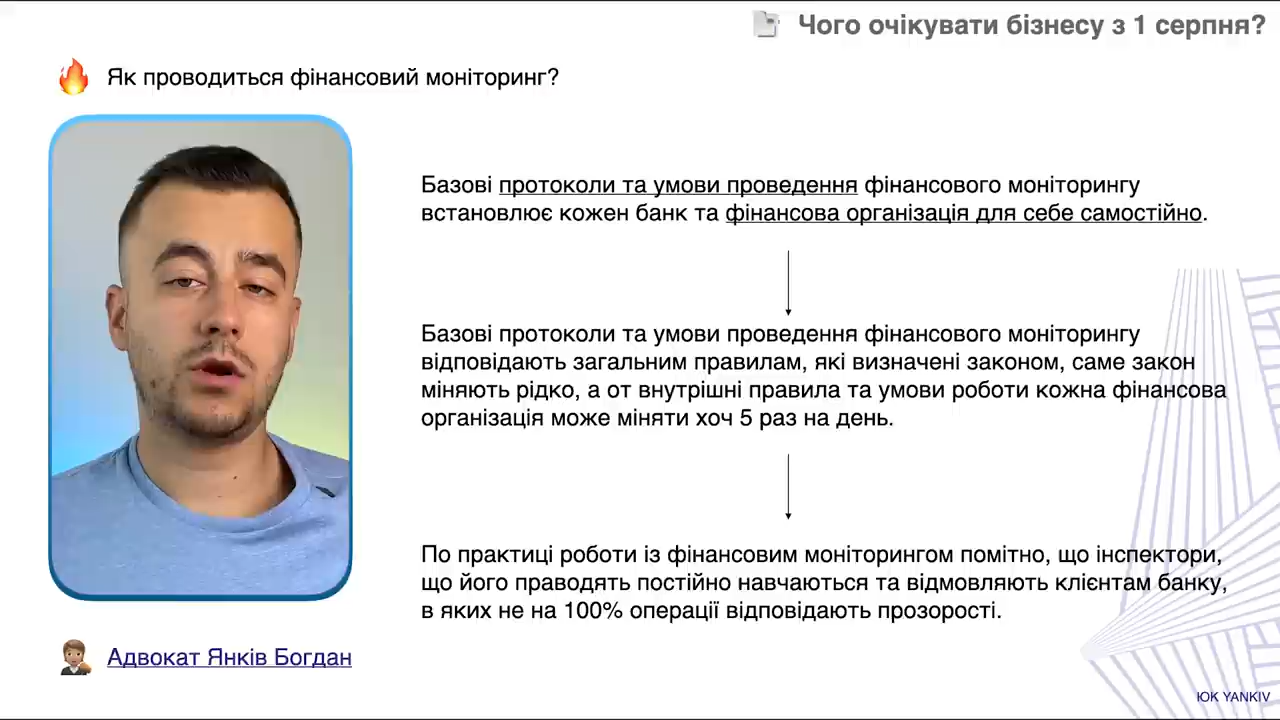 Чого очікувати бізнесу з 1 серпня?
Як проводиться фінансовий моніторинг?
Базові протоколи та умови проведення фінансового моніторингу
встановлює кожен банк та фінансова організація для себе самостійно.
Базові протоколи та умови проведення фінансового моніторингу
відповідають загальним правилам, які визначені законом, саме закон
міняють рідко, а от внутрішні правила та умови роботи кожна фінансова
організація може міняти хоч 5 раз на день.
По практиці роботи із фінансовим моніторингом помітно, що інспектори,
що його праводять постійно навчаються та відмовляють клієнтам банку,
в яких не на 100% операції відповідають прозорості.
Адвокат Янків Богдан
ЮК YANKIV